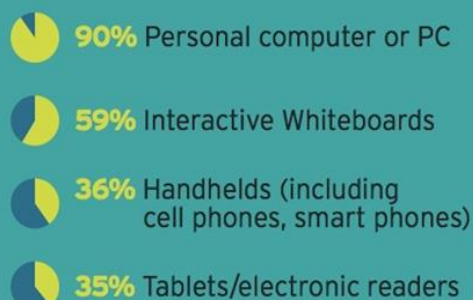 90% Personal computer or PC
59% Interactive Whiteboards
36% Handhelds (including
cell phones, smart phones)
35% Tablets/electronic readers